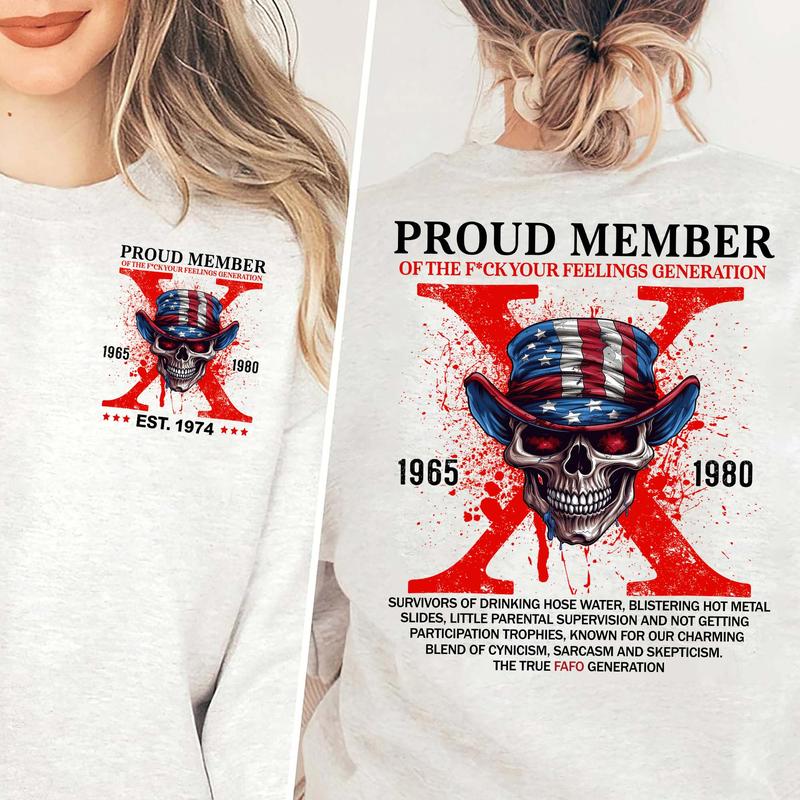 PROUD MEMBER
OF THE F*CK YOUR FEELINGS GENERATION
X
1965
1980
★★★ EST. 1974 ★★★
PROUD MEMBER
OF THE F*CK YOUR FEELINGS GENERATION
X
1965
1980
SURVIVORS OF DRINKING HOSE WATER, BLISTERING HOT METAL
SLIDES, LITTLE PARENTAL SUPERVISION AND NOT GETTING
PARTICIPATION TROPHIES, KNOWN FOR OUR CHARMING
BLEND OF CYNICISM, SARCASM AND SKEPTICISM.
THE TRUE FAFO GENERATION